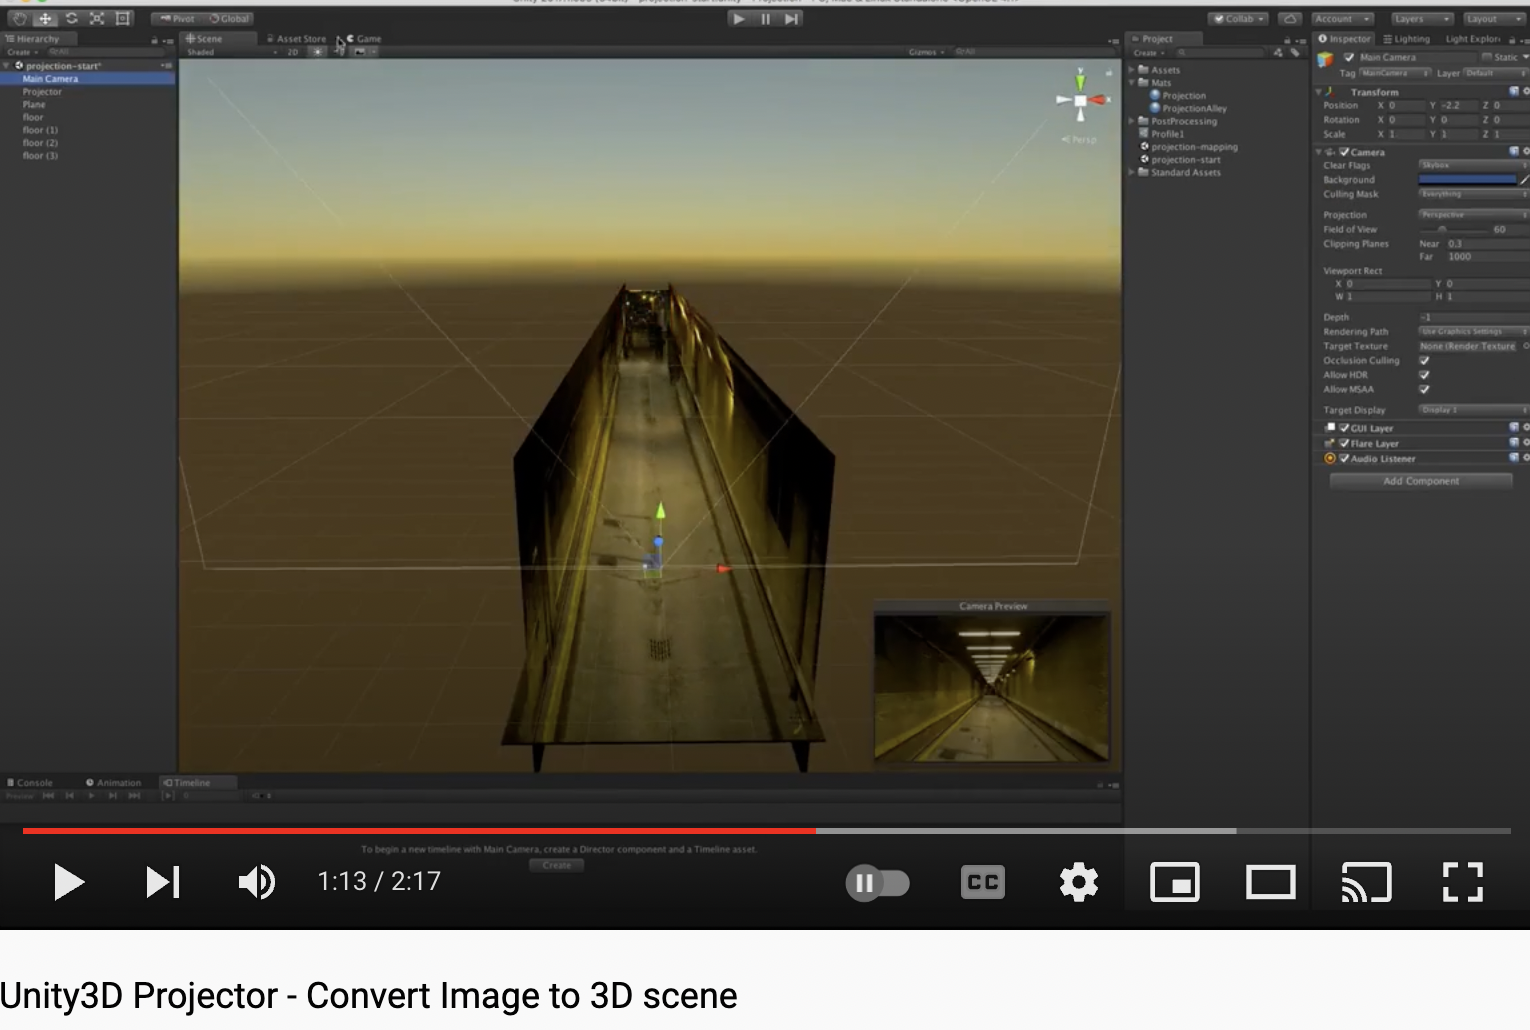 Pivot Global
Collab Account Layers Layout
Hierarchy
Create
projection-start*
Main Camera
Projector
Plane
floor
floor (1)
floor (2)
floor (3)
Scene Asset Store Game
Shaded 2D Gizmos
Persp
Project
Create
Assets
Mats
Projection
ProjectionAlley
PostProcessing
Profile1
projection-mapping
projection-start
Standard Assets
Inspector Lighting Light Explor
Main Camera Static
Tag MainCamera Layer Default
Transform
Position X 0 Y -2.2 Z 0
Rotation X 0 Y 0 Z 0
Scale X 1 Y 1 Z 1
Camera
Clear Flags Skybox
Background
Culling Mask Everything
Projection Perspective
Field of View 60
Clipping Planes Near 0.3
Far 1000
Viewport Rect
X 0 Y 0
W 1 H 1
Depth -1
Rendering Path Use Graphics Settings
Target Texture None (Render Texture
Occlusion Culling
Allow HDR
Allow MSAA
Target Display Display 1
GUI Layer
Flare Layer
Audio Listener
Add Component
Camera Preview
Console Animation Timeline
Preview
To begin a new timeline with Main Camera, create a Director component and a Timeline asset.
Create
1:13 / 2:17
CC
Unity3D Projector - Convert Image to 3D scene